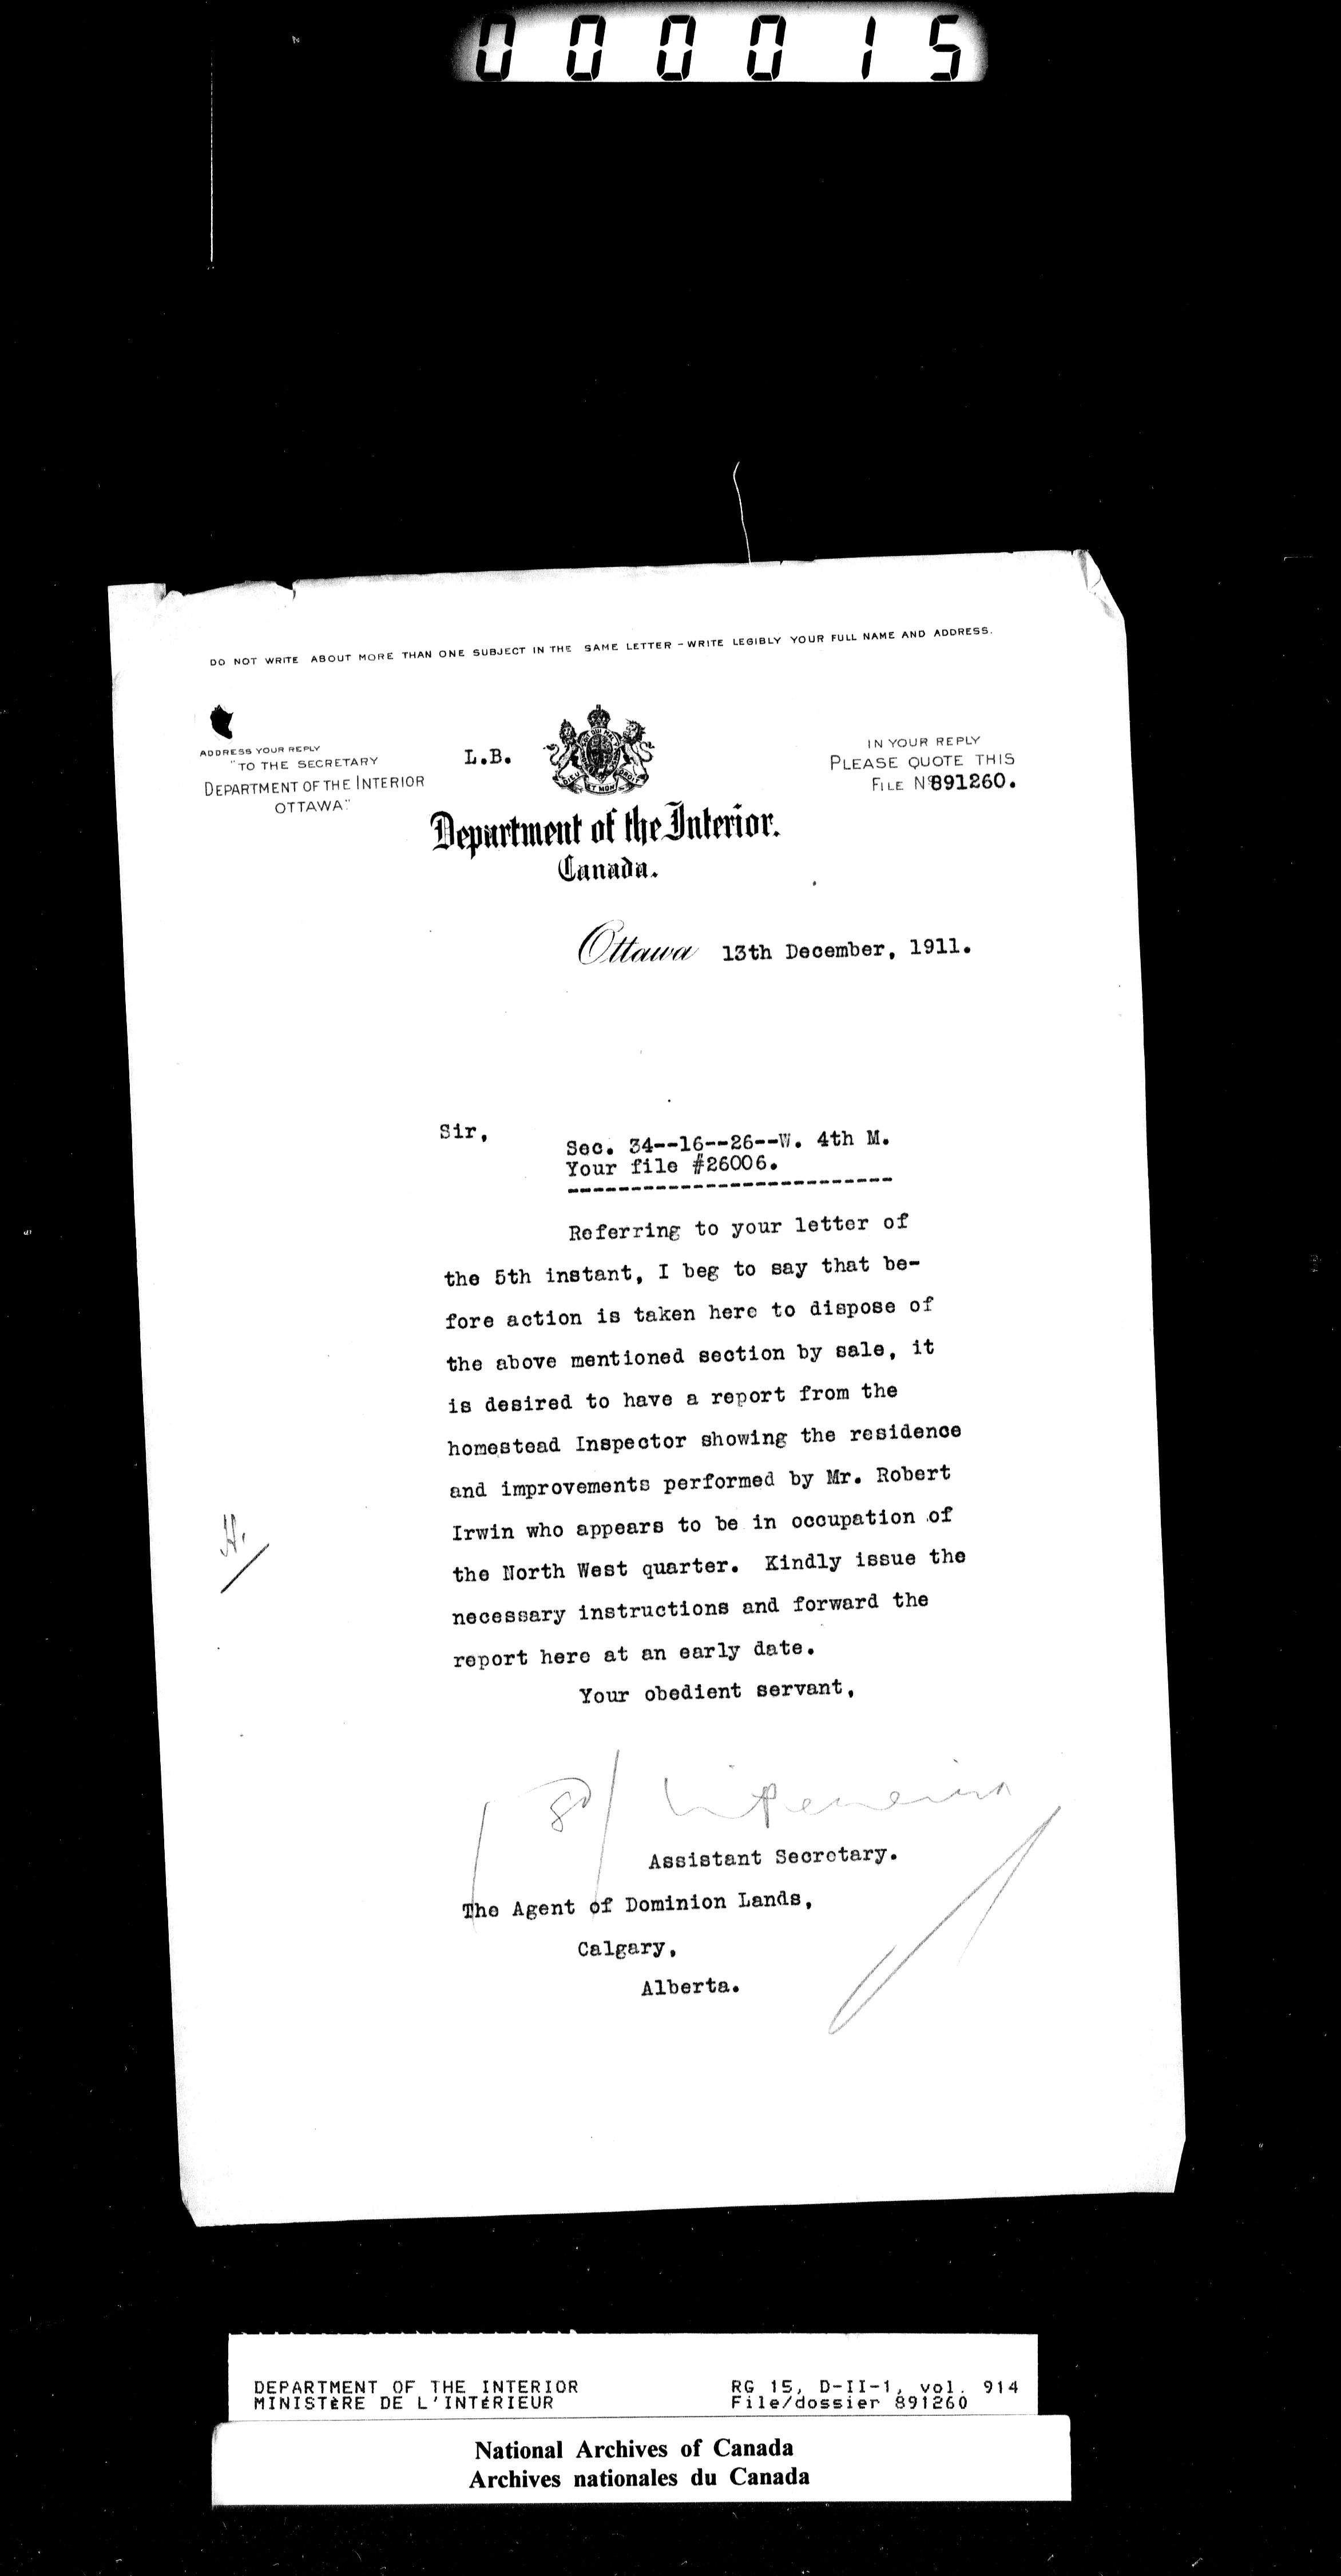 000015
DO NOT WRITE ABOUT MORE THAN ONE SUBJECT IN THE SAME LETTER – WRITE LEGIBLY YOUR FULL NAME AND ADDRESS.
ADDRESS YOUR REPLY
"TO THE SECRETARY
DEPARTMENT OF THE INTERIOR
OTTAWA."
L.B.
DIEU ET MON DROIT
IN YOUR REPLY
PLEASE QUOTE THIS
FILE No 891260.
Department of the Interior.
Canada.
Ottawa 13th December, 1911.
Sir,
Sec. 34--16--26--W. 4th M.
Your file #26006.
--------------------------
Referring to your letter of
the 5th instant, I beg to say that be-
fore action is taken here to dispose of
the above mentioned section by sale, it
is desired to have a report from the
homestead Inspector showing the residence
and improvements performed by Mr. Robert
Irwin who appears to be in occupation of
the North West quarter. Kindly issue the
necessary instructions and forward the
report here at an early date.
H.
Your obedient servant,
Assistant Secretary.
The Agent of Dominion Lands,
Calgary,
Alberta.
DEPARTMENT OF THE INTERIOR
MINISTÈRE DE L'INTÉRIEUR
RG 15, D-II-1, vol. 914
File/dossier 891260
National Archives of Canada
Archives nationales du Canada